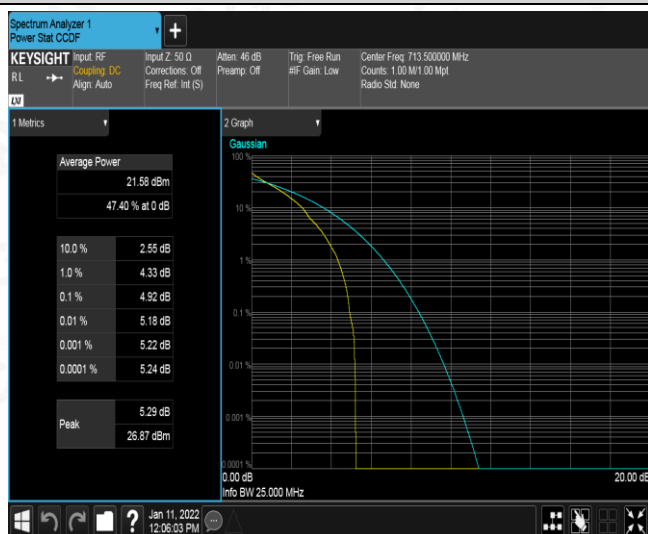 Spectrum Analyzer 1
Power Stat CCDF
+
KEYSIGHT
RL
LXI
Input: RF
Coupling: DC
Align: Auto
Input Z: 50 Ω
Corrections: Off
Freq Ref: Int (S)
Atten: 46 dB
Preamp: Off
Trig: Free Run
#IF Gain: Low
Center Freq: 713.500000 MHz
Counts: 1.00 M/1.00 Mpt
Radio Std: None
1 Metrics
Average Power
21.58 dBm
47.40 % at 0 dB
10.0 % 2.55 dB
1.0 % 4.33 dB
0.1 % 4.92 dB
0.01 % 5.18 dB
0.001 % 5.22 dB
0.0001 % 5.24 dB
Peak
5.29 dB
26.87 dBm
2 Graph
Gaussian
100 %
10 %
1 %
0.1 %
0.01 %
0.001 %
0.0001 %
0.00 dB
20.00 dB
Info BW 25.000 MHz
?
Jan 11, 2022
12:06:03 PM